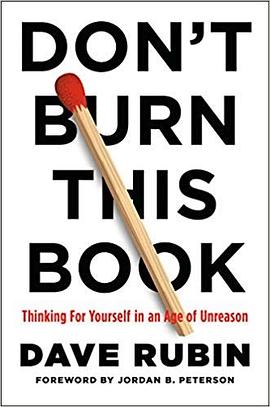 DON'T
BURN
THIS
BOOK
Thinking For Yourself in an Age of Unreason
DAVE RUBIN
FOREWORD BY JORDAN B. PETERSON